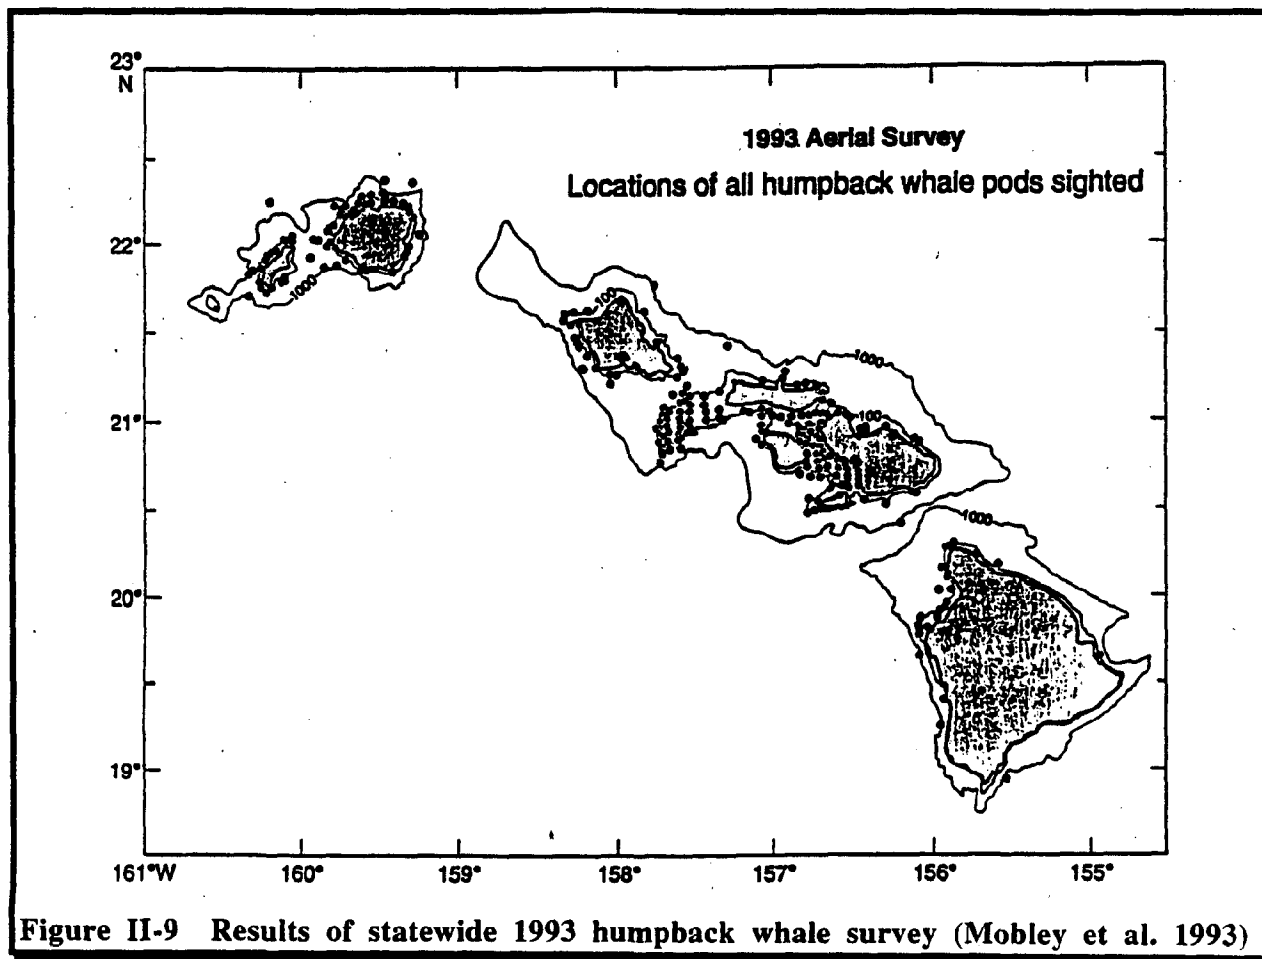 23°
N
1993 Aerial Survey
Locations of all humpback whale pods sighted
22°
1000
100
1000
21°
100
1000
20°
19°
161°W 160° 159° 158° 157° 156° 155°
Figure II-9 Results of statewide 1993 humpback whale survey (Mobley et al. 1993)